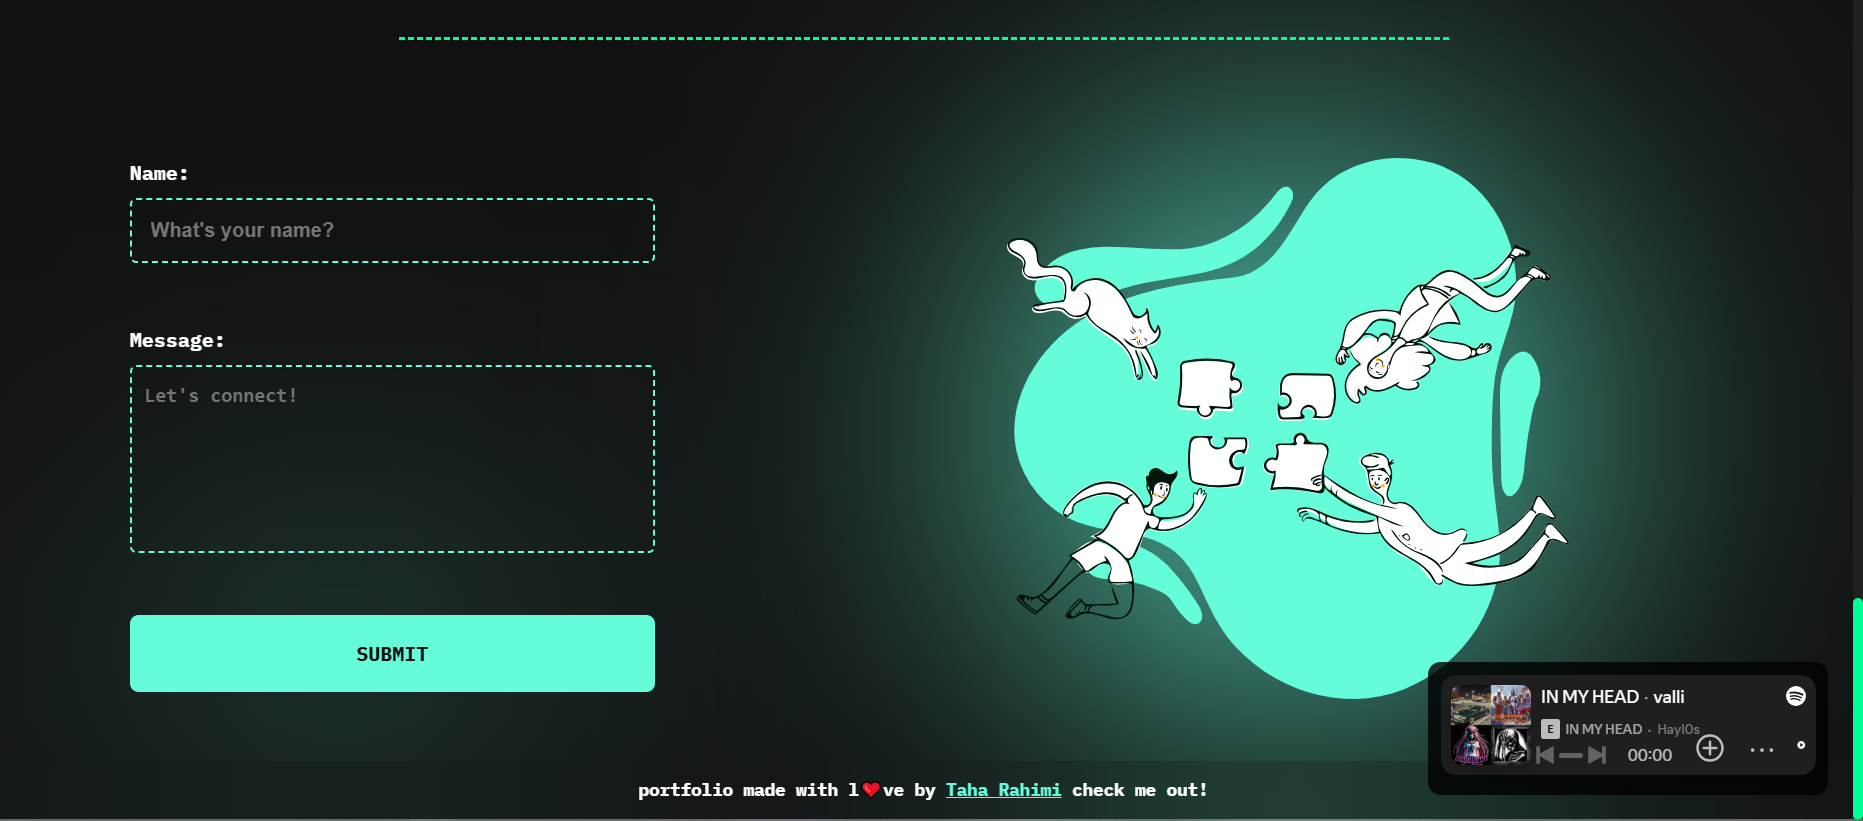 Name:
What's your name?
Message:
Let's connect!
SUBMIT
IN MY HEAD · valli
E IN MY HEAD · Hayl0s
00:00
portfolio made with l❤️ve by Taha Rahimi check me out!